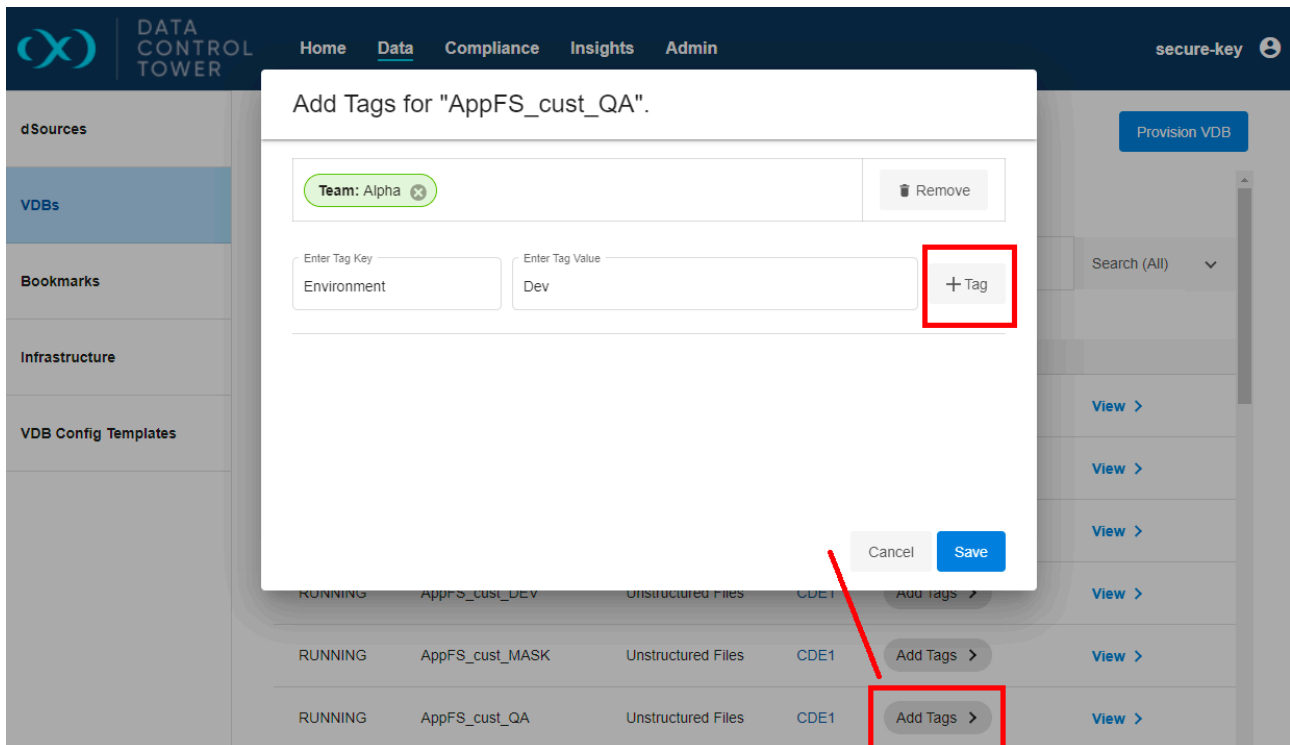 DATA
CONTROL
TOWER
Home Data Compliance Insights Admin
secure-key
Add Tags for "AppFS_cust_QA".
dSources
VDBs
Bookmarks
Infrastructure
VDB Config Templates
Provision VDB
Team: Alpha
Remove
Enter Tag Key
Environment
Enter Tag Value
Dev
+ Tag
Search (All)
View >
View >
View >
Cancel Save
RUNNING AppFS_cust_DEV Unstructured Files CDE1 Add Tags > View >
RUNNING AppFS_cust_MASK Unstructured Files CDE1 Add Tags > View >
RUNNING AppFS_cust_QA Unstructured Files CDE1 Add Tags > View >